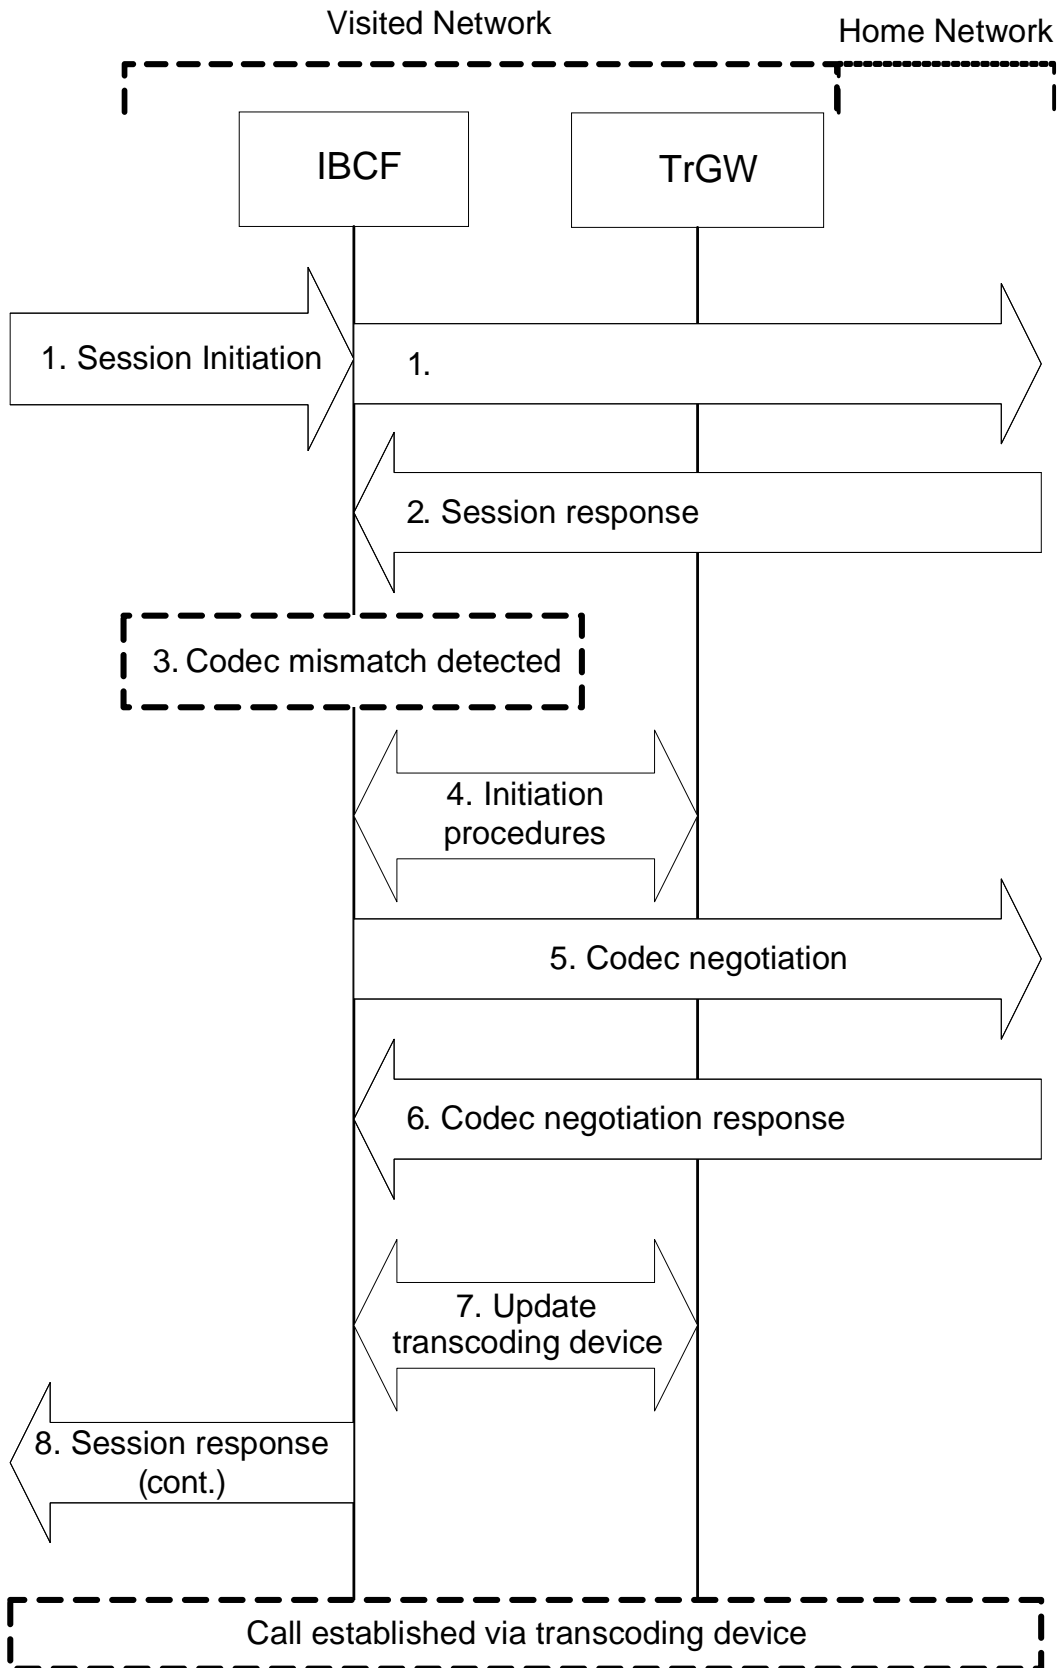 Visited Network
Home Network
IBCF
TrGW
1. Session Initiation
1.
2. Session response
3. Codec mismatch detected
4. Initiation
procedures
5. Codec negotiation
6. Codec negotiation response
7. Update
transcoding device
8. Session response
(cont.)
Call established via transcoding device